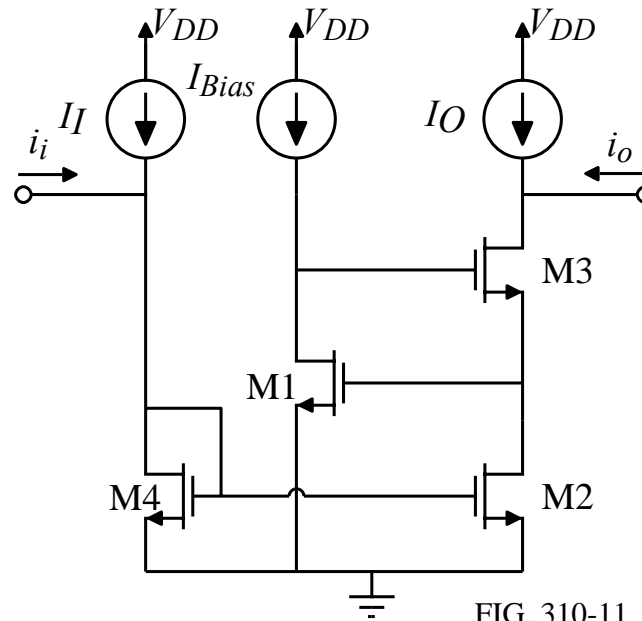 VDD VDD VDD
II IBias IO
ii io
M3
M1
M4 M2
FIG. 310-11